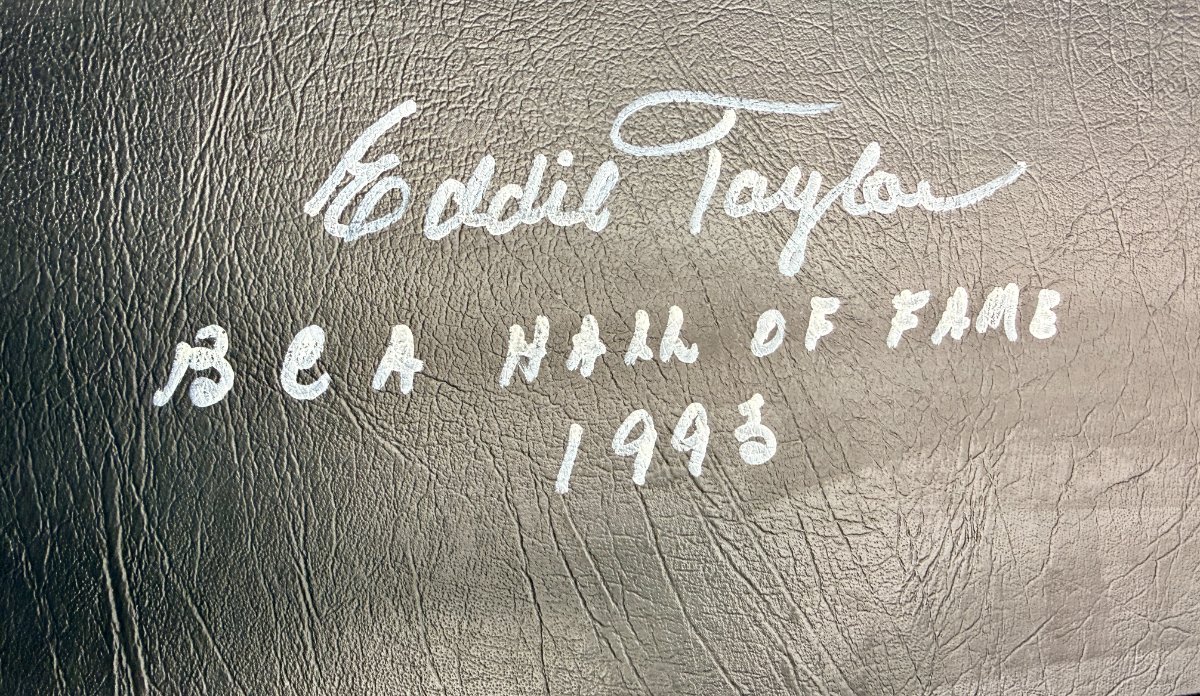 Eddie Taylor
BCA HALL OF FAME
1993